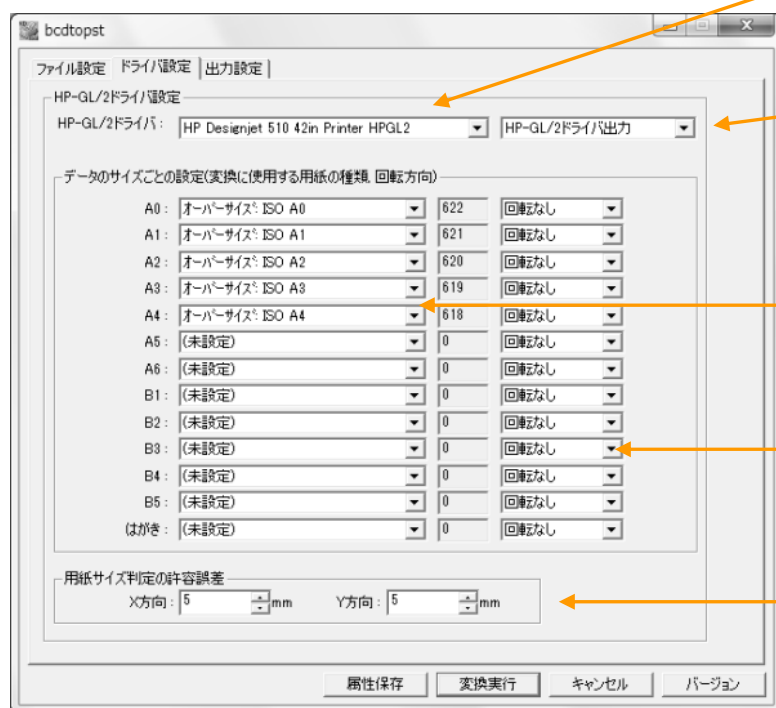 bcdtopst
ファイル設定 ドライバ設定 出力設定
HP-GL/2ドライバ設定
HP-GL/2ドライバ: HP Designjet 510 42in Printer HPGL2 HP-GL/2ドライバ出力
データのサイズごとの設定(変換に使用する用紙の種類, 回転方向)
A0: オーバーサイズ: ISO A0 622 回転なし
A1: オーバーサイズ: ISO A1 621 回転なし
A2: オーバーサイズ: ISO A2 620 回転なし
A3: オーバーサイズ: ISO A3 619 回転なし
A4: オーバーサイズ: ISO A4 618 回転なし
A5: (未設定) 0 回転なし
A6: (未設定) 0 回転なし
B1: (未設定) 0 回転なし
B2: (未設定) 0 回転なし
B3: (未設定) 0 回転なし
B4: (未設定) 0 回転なし
B5: (未設定) 0 回転なし
はがき: (未設定) 0 回転なし
用紙サイズ判定の許容誤差
X方向: 5 mm Y方向: 5 mm
属性保存 変換実行 キャンセル バージョン